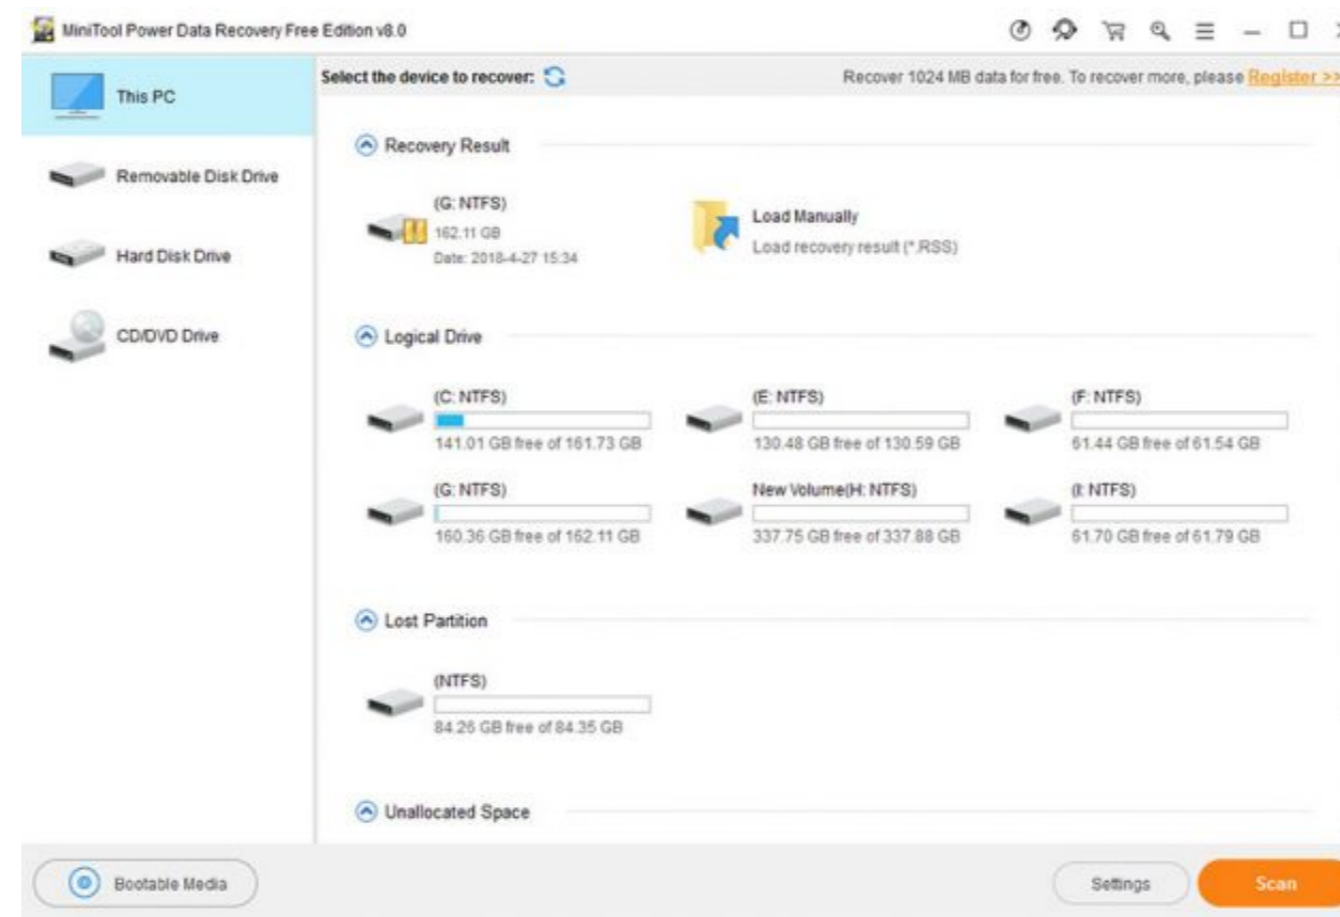 MiniTool Power Data Recovery Free Edition v8.0
This PC
Removable Disk Drive
Hard Disk Drive
CD/DVD Drive
Select the device to recover:
Recover 1024 MB data for free. To recover more, please Register >>
Recovery Result
(G: NTFS)
162.11 GB
Date: 2018-4-27 15:34
Load Manually
Load recovery result (*.RSS)
Logical Drive
(C: NTFS)
141.01 GB free of 161.73 GB
(E: NTFS)
130.48 GB free of 130.59 GB
(F: NTFS)
61.44 GB free of 61.54 GB
(G: NTFS)
160.36 GB free of 162.11 GB
New Volume(H: NTFS)
337.75 GB free of 337.88 GB
(I: NTFS)
61.70 GB free of 61.79 GB
Lost Partition
(NTFS)
84.26 GB free of 84.35 GB
Unallocated Space
Bootable Media
Settings
Scan